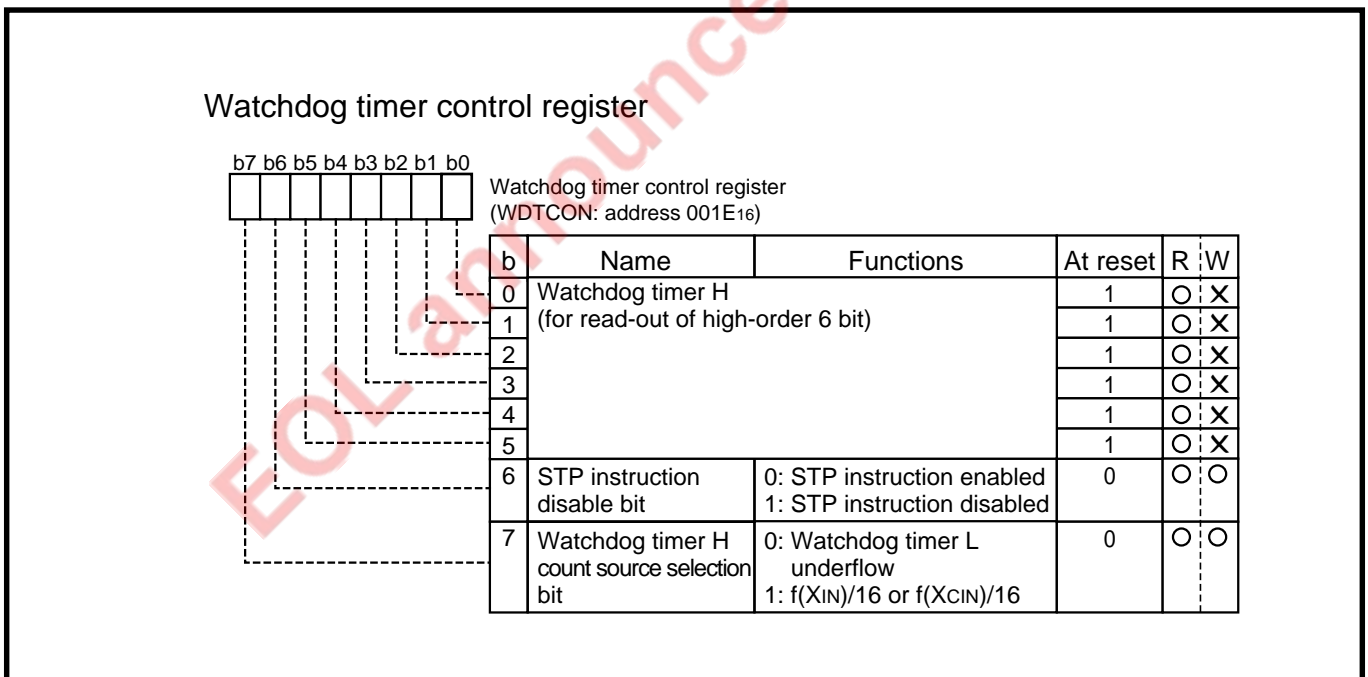 EOL announce
Watchdog timer control register
b7 b6 b5 b4 b3 b2 b1 b0
Watchdog timer control register
(WDTCON: address 001E16)
b Name Functions At reset R W
0 Watchdog timer H 1 O X
1 (for read-out of high-order 6 bit) 1 O X
2 1 O X
3 1 O X
4 1 O X
5 1 O X
6 STP instruction 0: STP instruction enabled 0 O O
disable bit 1: STP instruction disabled
7 Watchdog timer H 0: Watchdog timer L 0 O O
count source selection underflow
bit 1: f(XIN)/16 or f(XCIN)/16